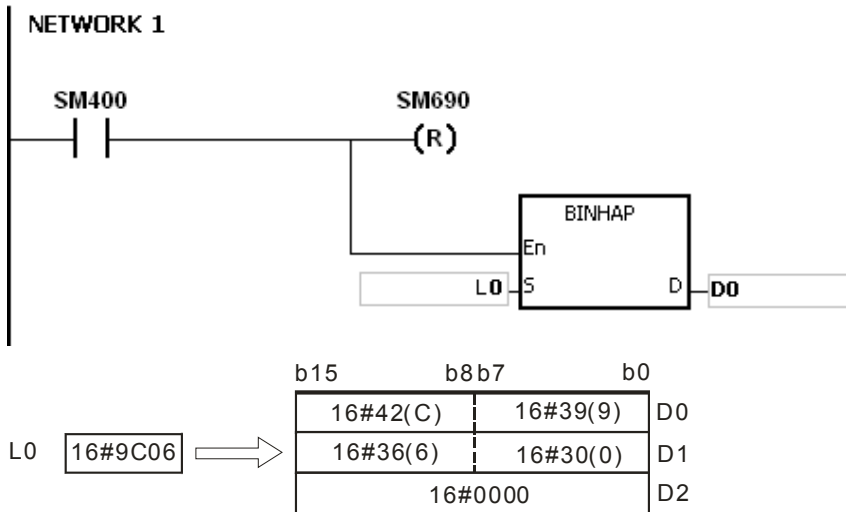 NETWORK 1
SM400 SM690
(R)
BINHAP
En
L0 S D D0
b15 b8 b7 b0
16#42(C) 16#39(9) D0
L0 16#9C06 16#36(6) 16#30(0) D1
16#0000 D2